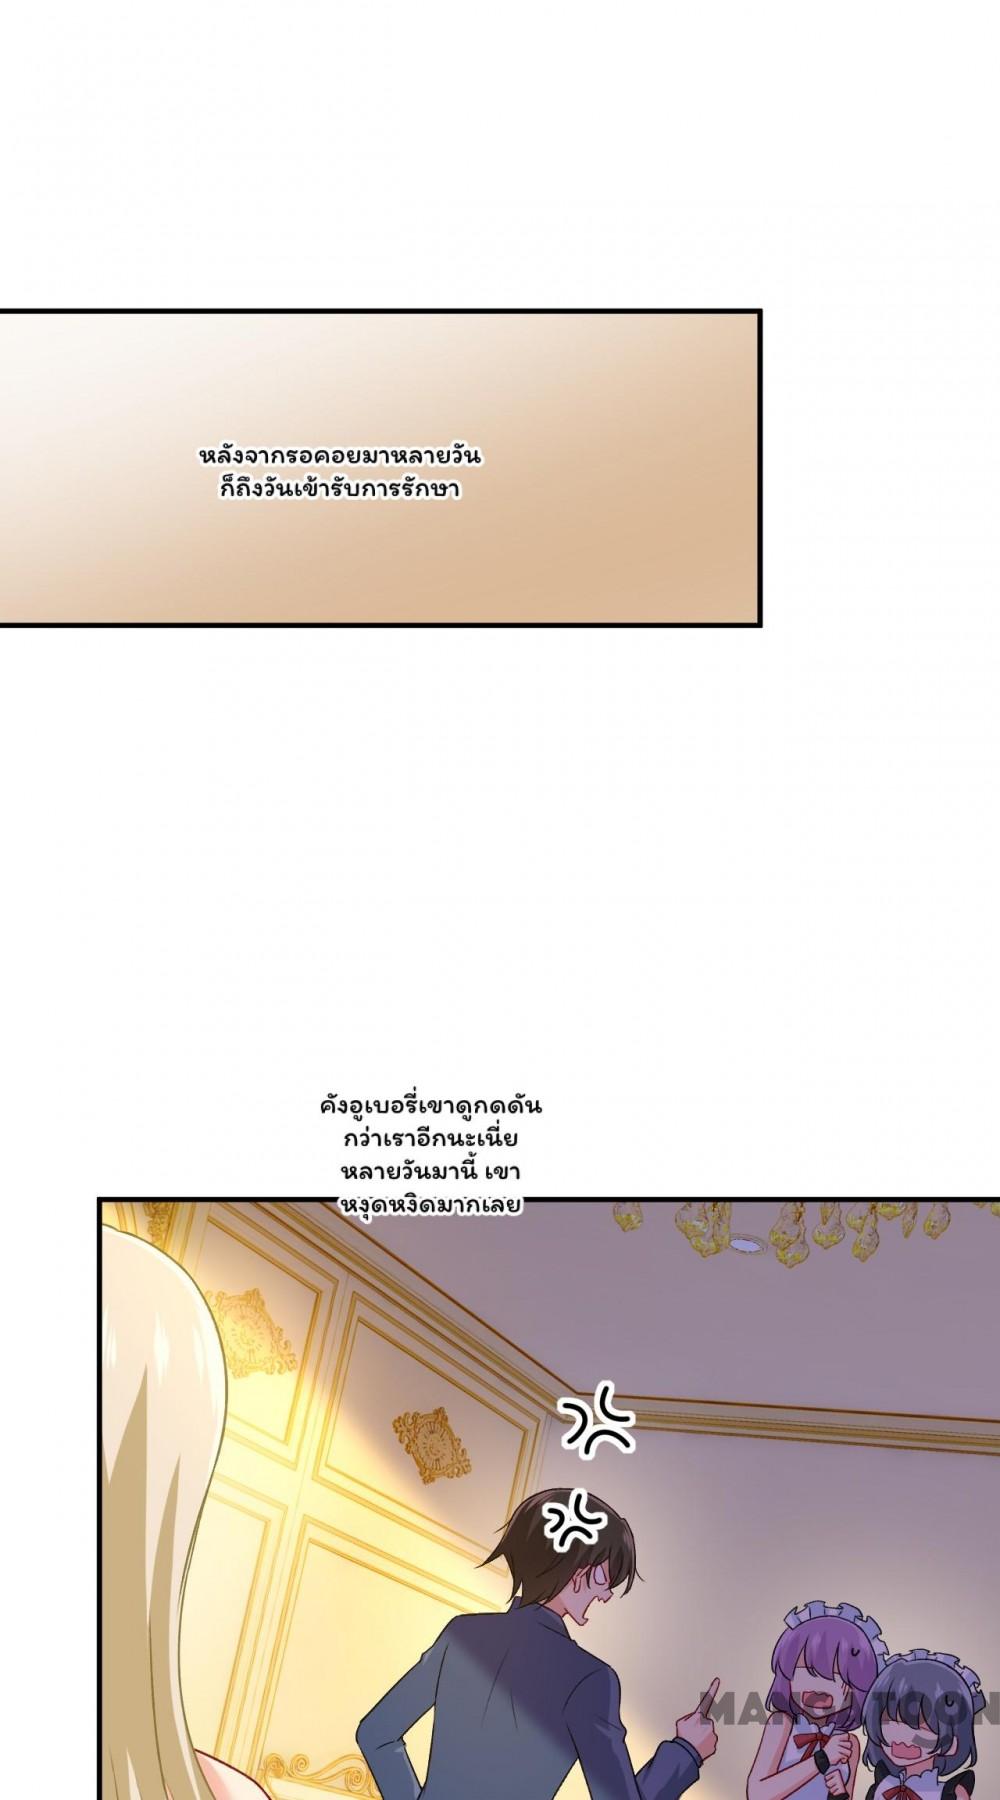 หลังจากรอคอยมาหลายวัน
ก็ถึงวันเข้ารับการรักษา
คังอูเบอรี่เขาดูกดดัน
กว่าเราอีกนะเนี่ย
หลายวันมานี้ เขา
หงุดหงิดมากเลย
MANGATOON